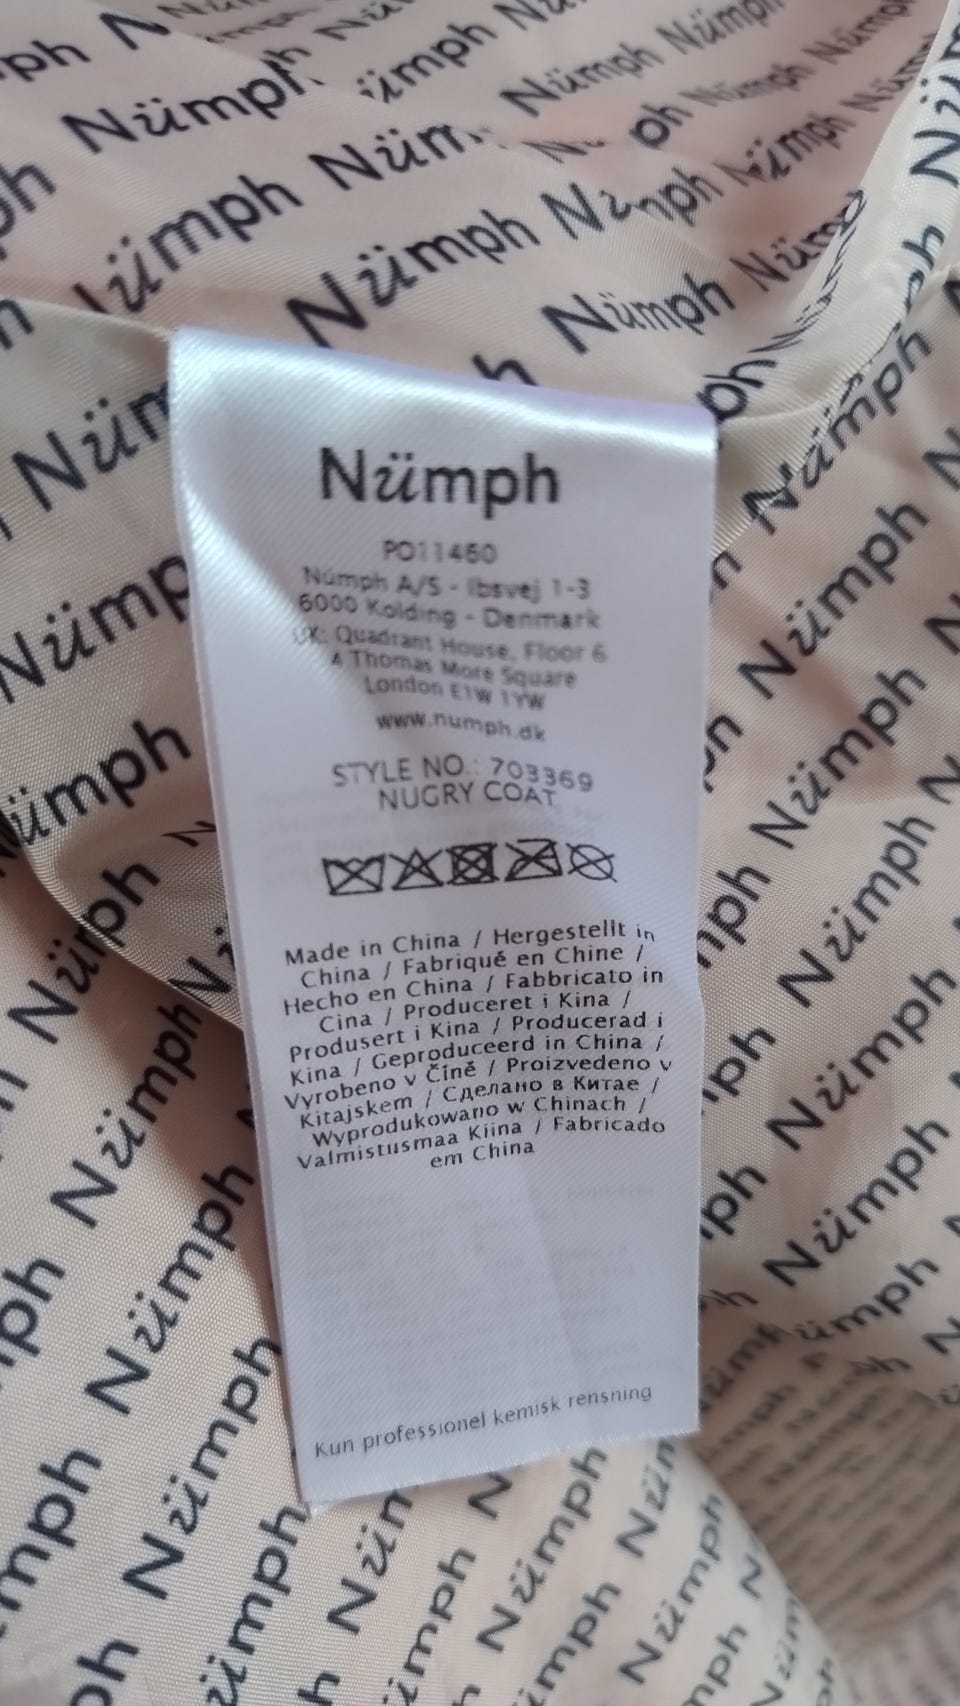 Nümph
PO11460
Nümph A/S - Ibsvej 1-3
6000 Kolding - Denmark
UK: Quadrant House, Floor 6
4 Thomas More Square
London E1W 1YW
www.numph.dk
STYLE NO.: 703369
NUGRY COAT
Made in China / Hergestellt in
China / Fabriqué en Chine /
Hecho en China / Fabbricato in
Cina / Produceret i Kina /
Produsert i Kina / Producerad i
Kina / Geproduceerd in China /
Vyrobeno v Číně / Proizvedeno v
Kitajskem / Сделано в Китае /
Wyprodukowano w Chinach /
Valmistusmaa Kiina / Fabricado
em China
Kun professionel kemisk rensning